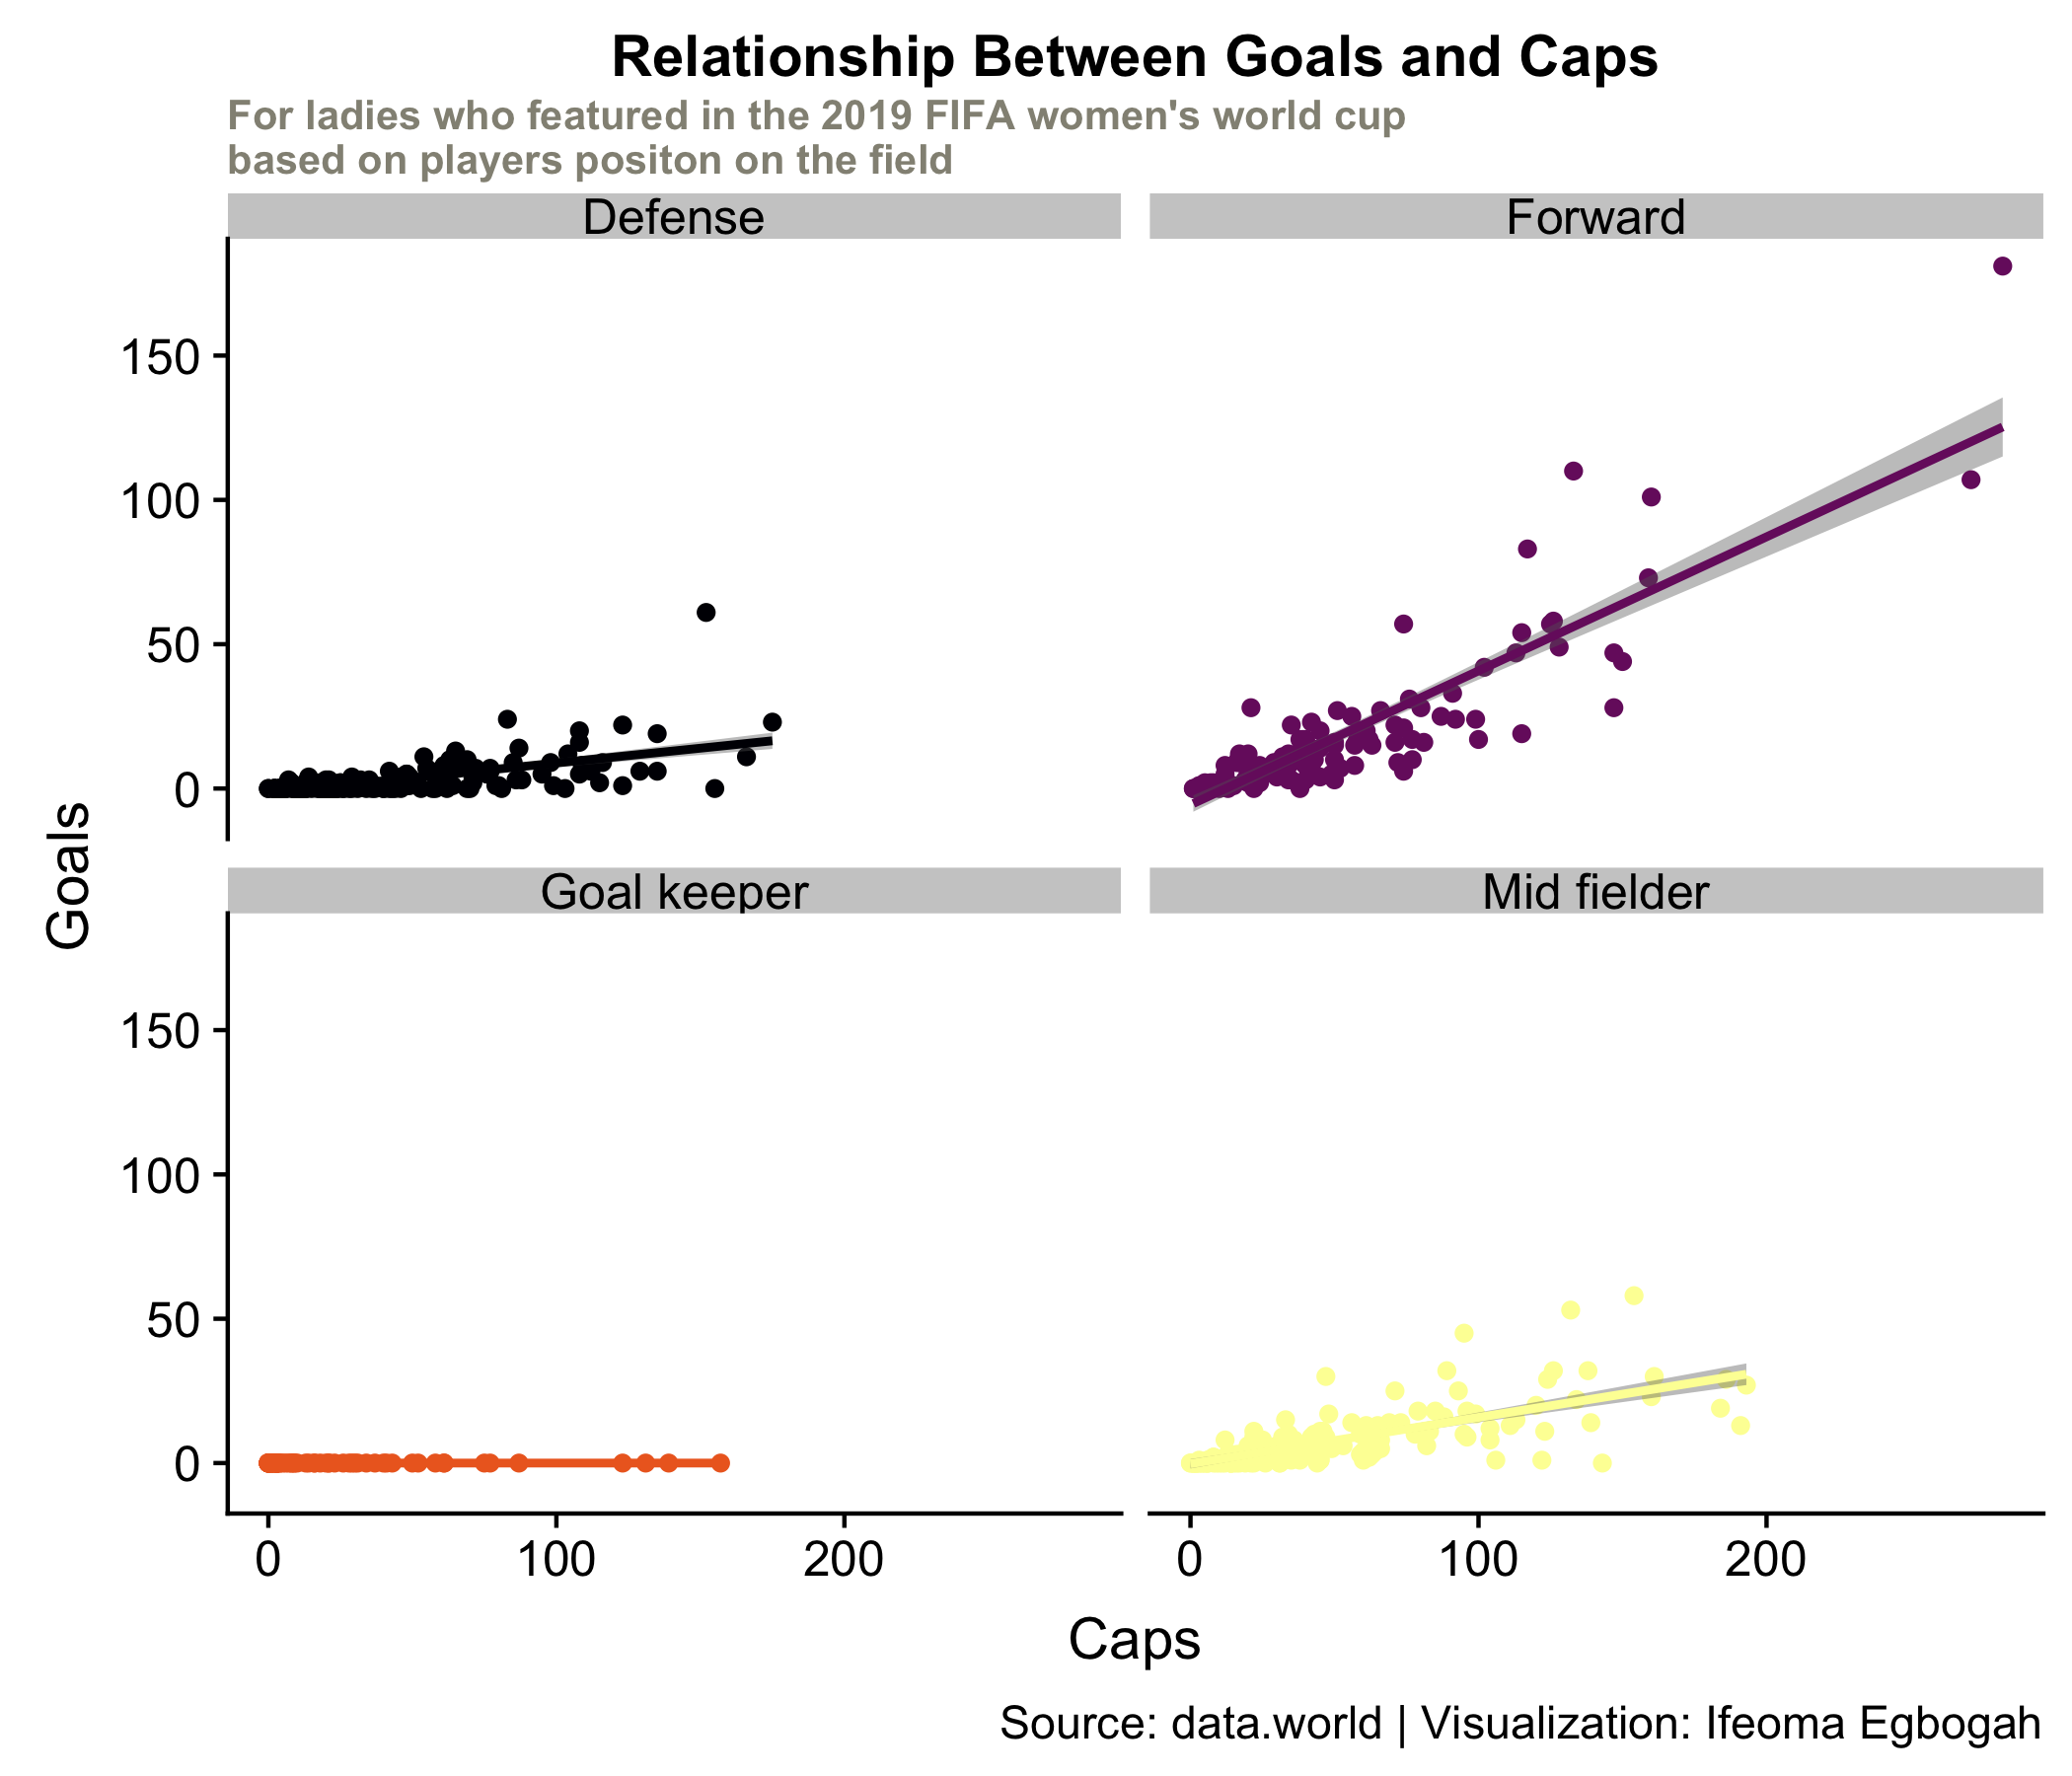 Relationship Between Goals and Caps
For ladies who featured in the 2019 FIFA women's world cup
based on players positon on the field
Defense
Forward
150
100
50
0
Goals
Goal keeper
Mid fielder
150
100
50
0
0
100
200
0
100
200
Caps
Source: data.world | Visualization: Ifeoma Egbogah